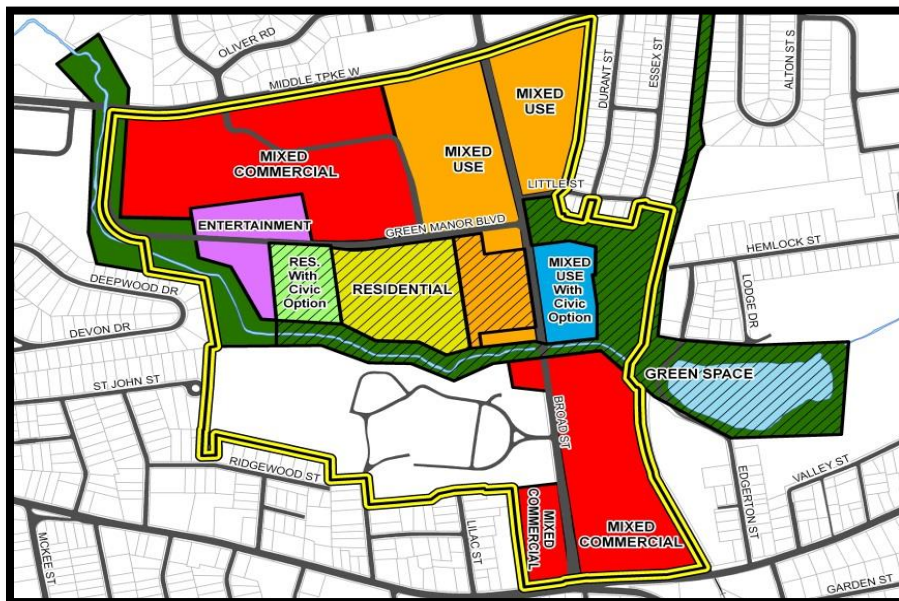 OLIVER RD
MIDDLE TPKE W
DURANT ST
ESSEX ST
ALTON ST S
MIXED
USE
MIXED
COMMERCIAL
MIXED
USE
LITTLE ST
ENTERTAINMENT
GREEN MANOR BLVD
HEMLOCK ST
RES.
With
Civic
Option
RESIDENTIAL
MIXED
USE
With
Civic
Option
LODGE DR
DEEPWOOD DR
DEVON DR
ST JOHN ST
GREEN SPACE
BROAD ST
RIDGEWOOD ST
EDGERTON ST
VALLEY ST
MIXED
COMMERCIAL
MIXED
COMMERCIAL
LILAC ST
MCKEE ST
GARDEN ST